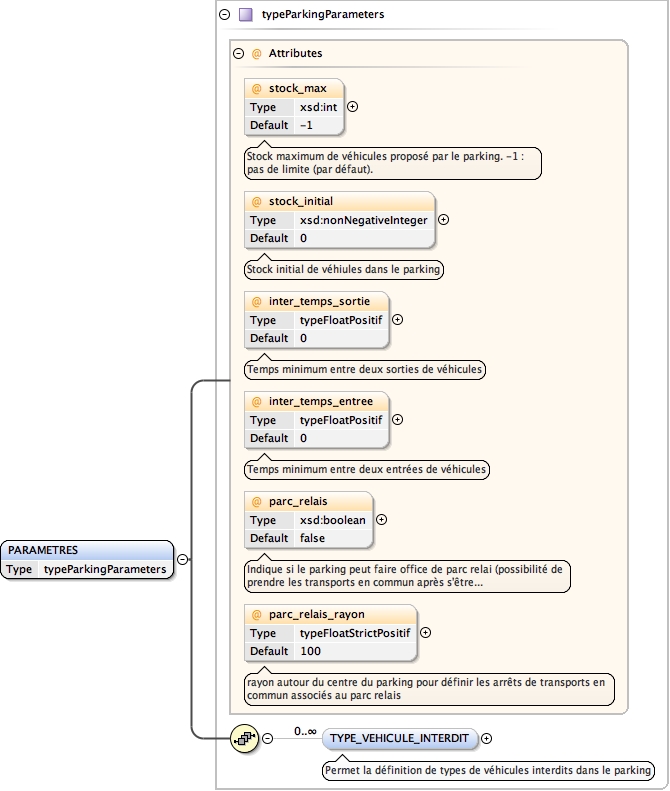 typeParkingParameters
@ Attributes
@ stock_max
Type xsd:int
Default -1
Stock maximum de véhicules proposé par le parking. -1 :
pas de limite (par défaut).
@ stock_initial
Type xsd:nonNegativeInteger
Default 0
Stock initial de véhiules dans le parking
@ inter_temps_sortie
Type typeFloatPositif
Default 0
Temps minimum entre deux sorties de véhicules
@ inter_temps_entree
Type typeFloatPositif
Default 0
Temps minimum entre deux entrées de véhicules
@ parc_relais
Type xsd:boolean
Default false
Indique si le parking peut faire office de parc relai (possibilité de
prendre les transports en commun après s'être...
PARAMETRES
Type typeParkingParameters
@ parc_relais_rayon
Type typeFloatStrictPositif
Default 100
rayon autour du centre du parking pour définir les arrêts de transports en
commun associés au parc relais
0..∞
TYPE_VEHICULE_INTERDIT
Permet la définition de types de véhicules interdits dans le parking